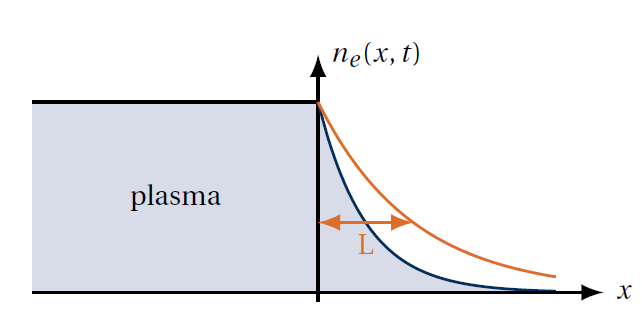 n_e(x, t)
plasma
L
x